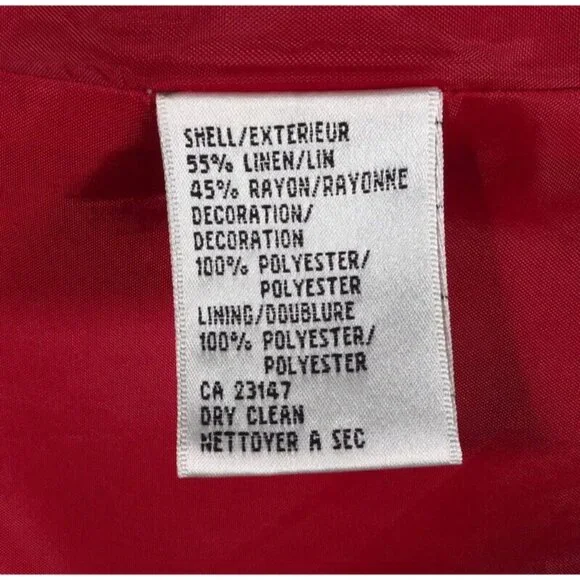 SHELL/EXTERIEUR
55% LINEN/LIN
45% RAYON/RAYONNE
DECORATION/
DECORATION
100% POLYESTER/
POLYESTER
LINING/DOUBLURE
100% POLYESTER/
POLYESTER
CA 23147
DRY CLEAN
NETTOYER A SEC